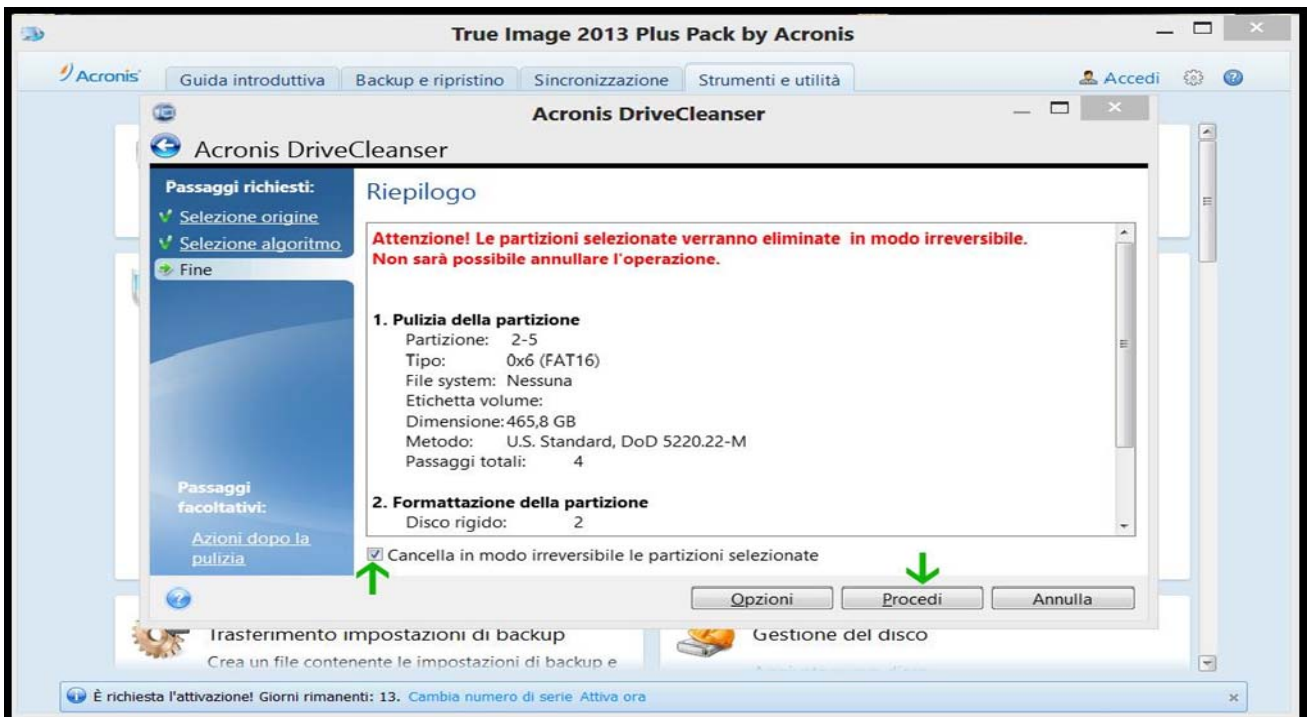 True Image 2013 Plus Pack by Acronis
Acronis
Guida introduttiva
Backup e ripristino
Sincronizzazione
Strumenti e utilità
Accedi
Acronis DriveCleanser
Acronis DriveCleanser
Passaggi richiesti:
Selezione origine
Selezione algoritmo
Fine
Passaggi
facoltativi:
Azioni dopo la
pulizia
Riepilogo
Attenzione! Le partizioni selezionate verranno eliminate in modo irreversibile.
Non sarà possibile annullare l'operazione.
1. Pulizia della partizione
Partizione: 2-5
Tipo: 0x6 (FAT16)
File system: Nessuna
Etichetta volume:
Dimensione: 465,8 GB
Metodo: U.S. Standard, DoD 5220.22-M
Passaggi totali: 4
2. Formattazione della partizione
Disco rigido: 2
Cancella in modo irreversibile le partizioni selezionate
Opzioni
Procedi
Annulla
Trasferimento impostazioni di backup
Crea un file contenente le impostazioni di backup e
Gestione del disco
È richiesta l'attivazione! Giorni rimanenti: 13. Cambia numero di serie Attiva ora